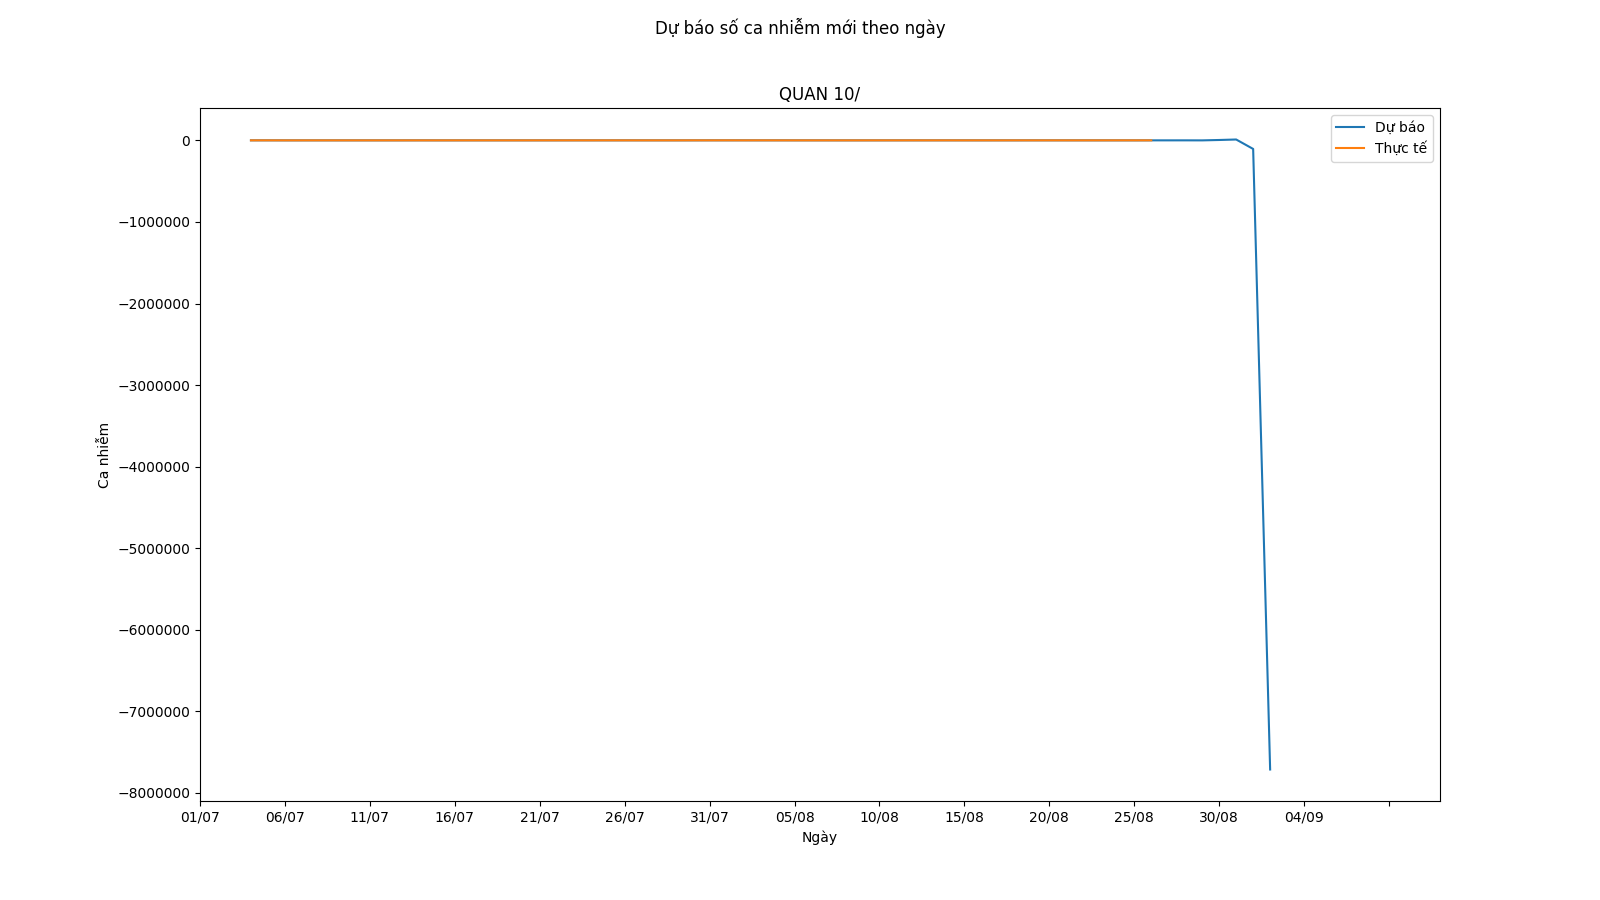 Dự báo số ca nhiễm mới theo ngày
QUAN 10/
Dự báo
Thực tế
0
−1000000
−2000000
−3000000
−4000000
−5000000
−6000000
−7000000
−8000000
Ca nhiễm
01/07 06/07 11/07 16/07 21/07 26/07 31/07 05/08 10/08 15/08 20/08 25/08 30/08 04/09
Ngày